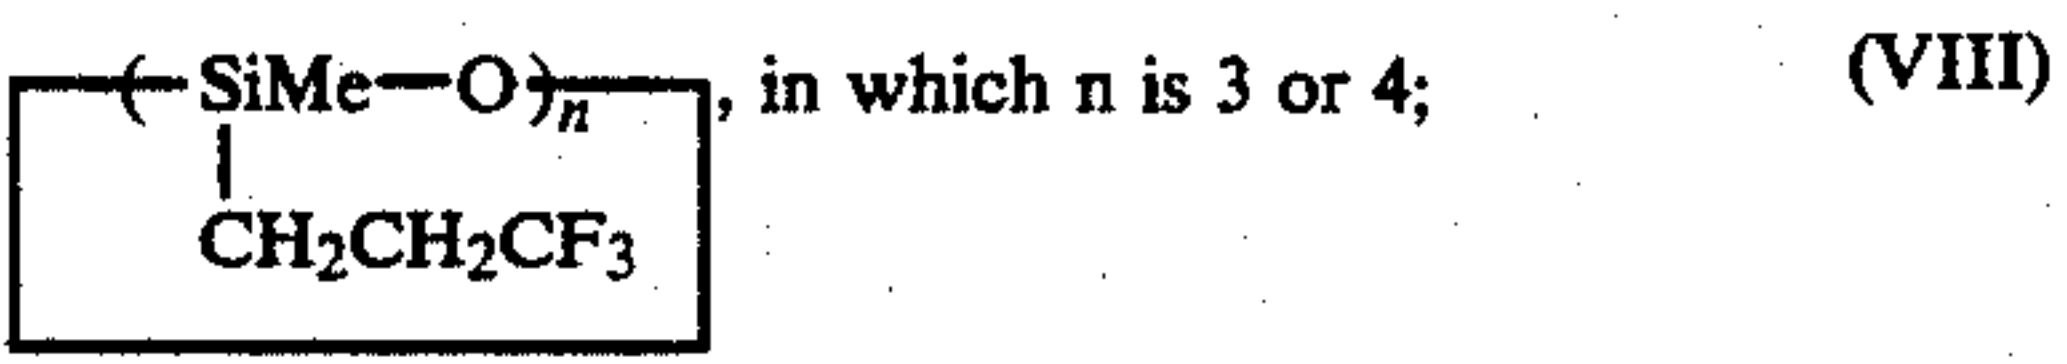 ( SiMe—O )n , in which n is 3 or 4; (VIII)
CH₂CH₂CF₃